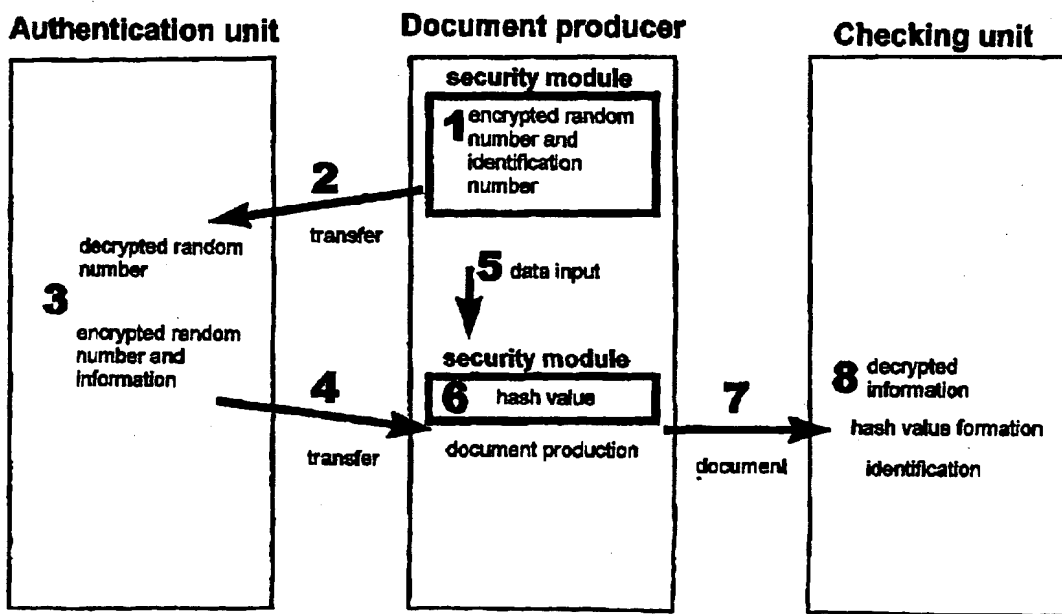 Authentication unit
Document producer
Checking unit
security module
1 encrypted random
number and
identification
number
2
transfer
decrypted random
number
3
encrypted random
number and
information
5 data input
security module
4
6 hash value
transfer
document production
7
document
8 decrypted
information
hash value formation
identification